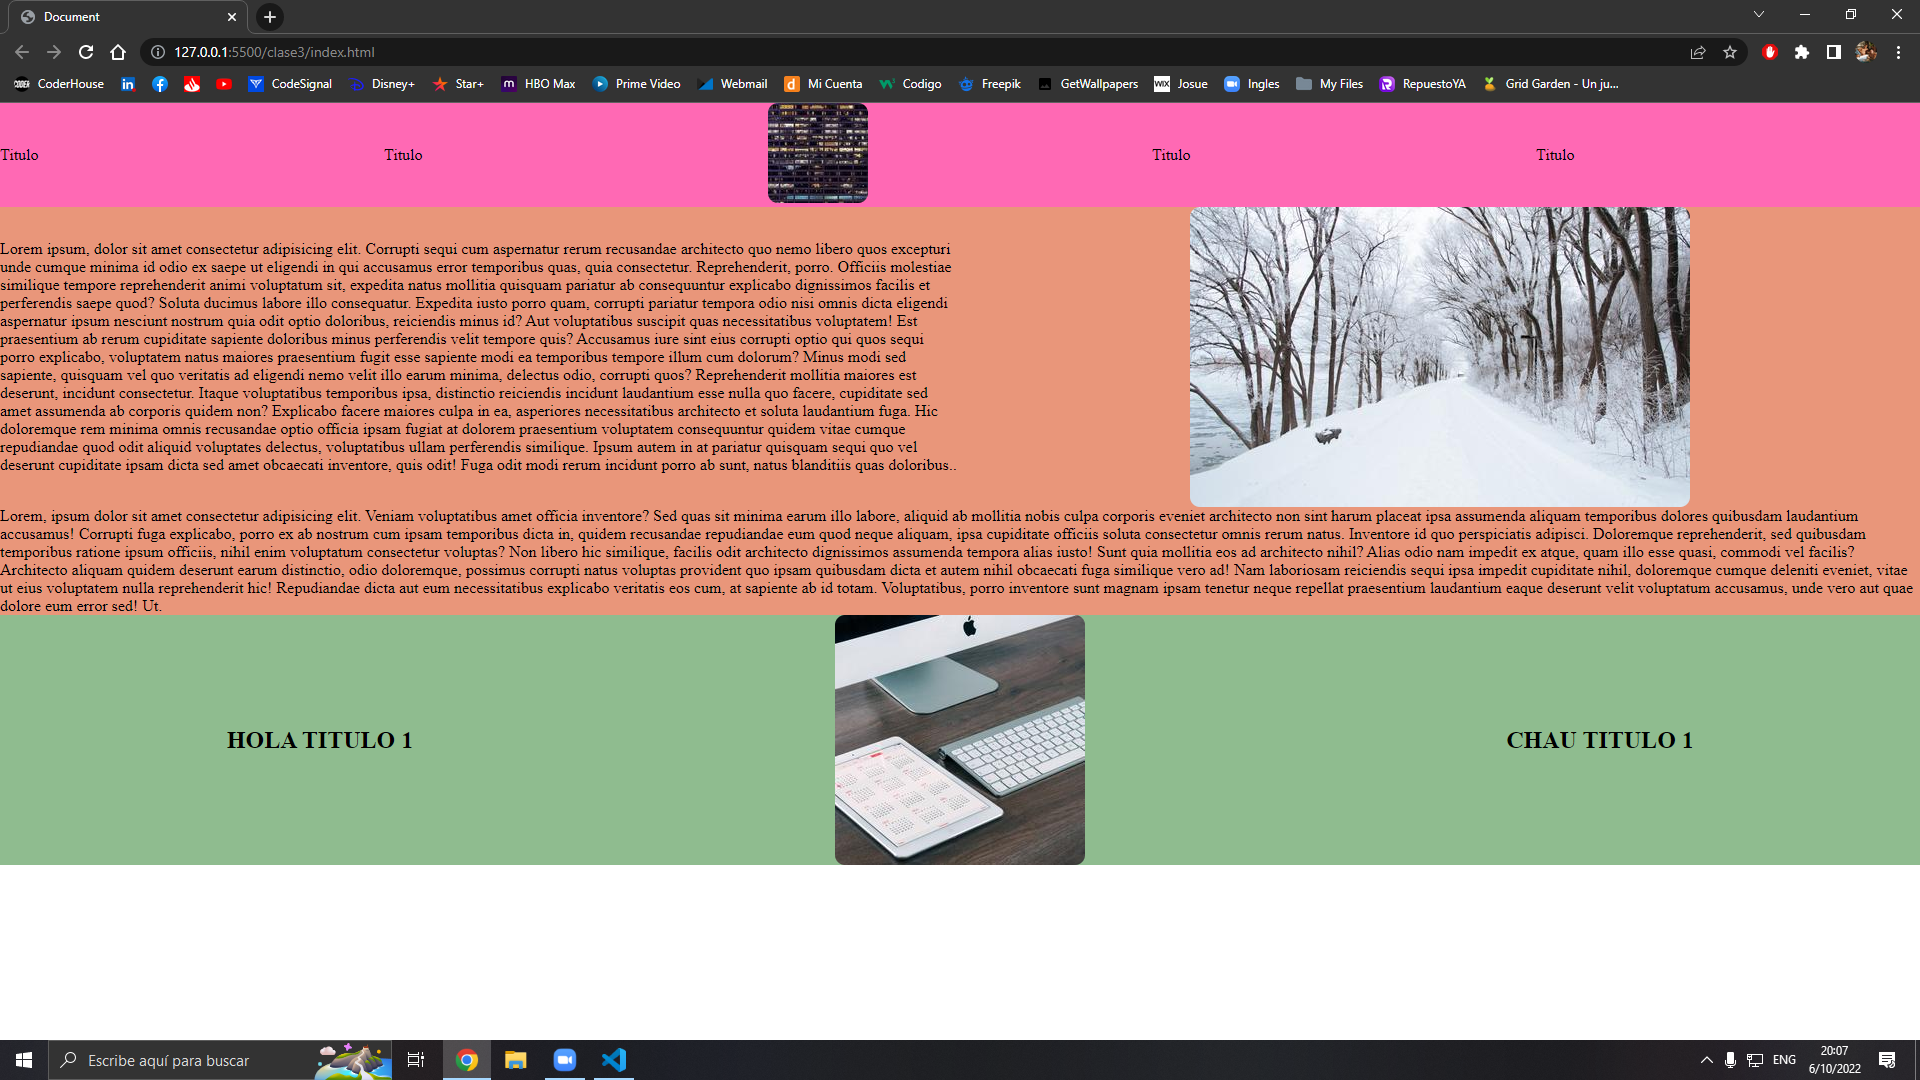 Document
127.0.0.1:5500/clase3/index.html
CoderHouse CodeSignal Disney+ Star+ HBO Max Prime Video Webmail Mi Cuenta Codigo Freepik GetWallpapers WiX Josue Ingles My Files RepuestoYA Grid Garden - Un ju...
Titulo Titulo Titulo Titulo
Lorem ipsum, dolor sit amet consectetur adipisicing elit. Corrupti sequi cum aspernatur rerum recusandae architecto quo nemo libero quos excepturi
unde cumque minima id odio ex saepe ut eligendi in qui accusamus error temporibus quas, quia consectetur. Reprehenderit, porro. Officiis molestiae
similique tempore reprehenderit animi voluptatum sit, expedita natus mollitia quisquam pariatur ab consequuntur explicabo dignissimos facilis et
perferendis saepe quod? Soluta ducimus labore illo consequatur. Expedita iusto porro quam, corrupti pariatur tempora odio nisi omnis dicta eligendi
aspernatur ipsum nesciunt nostrum quia odit optio doloribus, reiciendis minus id? Aut voluptatibus suscipit quas necessitatibus voluptatem! Est
praesentium ab rerum cupiditate sapiente doloribus minus perferendis velit tempore quis? Accusamus iure sint eius corrupti optio qui quos sequi
porro explicabo, voluptatem natus maiores praesentium fugit esse sapiente modi ea temporibus tempore illum cum dolorum? Minus modi sed
sapiente, quisquam vel quo veritatis ad eligendi nemo velit illo earum minima, delectus odio, corrupti quos? Reprehenderit mollitia maiores est
deserunt, incidunt consectetur. Itaque voluptatibus temporibus ipsa, distinctio reiciendis incidunt laudantium esse nulla quo facere, cupiditate sed
amet assumenda ab corporis quidem non? Explicabo facere maiores culpa in ea, asperiores necessitatibus architecto et soluta laudantium fuga. Hic
doloremque rem minima omnis recusandae optio officia ipsam fugiat at dolorem praesentium voluptatem consequuntur quidem vitae cumque
repudiandae quod odit aliquid voluptates delectus, voluptatibus ullam perferendis similique. Ipsum autem in at pariatur quisquam sequi quo vel
deserunt cupiditate ipsam dicta sed amet obcaecati inventore, quis odit! Fuga odit modi rerum incidunt porro ab sunt, natus blanditiis quas doloribus..
Lorem, ipsum dolor sit amet consectetur adipisicing elit. Veniam voluptatibus amet officia inventore? Sed quas sit minima earum illo labore, aliquid ab mollitia nobis culpa corporis eveniet architecto non sint harum placeat ipsa assumenda aliquam temporibus dolores quibusdam laudantium
accusamus! Corrupti fuga explicabo, porro ex ab nostrum cum ipsam temporibus dicta in, quidem recusandae repudiandae eum quod neque aliquam, ipsa cupiditate officiis soluta consectetur omnis rerum natus. Inventore id quo perspiciatis adipisci. Doloremque reprehenderit, sed quibusdam
temporibus ratione ipsum officiis, nihil enim voluptatum consectetur voluptas? Non libero hic similique, facilis odit architecto dignissimos assumenda tempora alias iusto! Sunt quia mollitia eos ad architecto nihil? Alias odio nam impedit ex atque, quam illo esse quasi, commodi vel facilis?
Architecto aliquam quidem deserunt earum distinctio, odio doloremque, possimus corrupti natus voluptas provident quo ipsam quibusdam dicta et autem nihil obcaecati fuga similique vero ad! Nam laboriosam reiciendis sequi ipsa impedit cupiditate nihil, doloremque cumque deleniti eveniet, vitae
ut eius voluptatem nulla reprehenderit hic! Repudiandae dicta aut eum necessitatibus explicabo veritatis eos cum, at sapiente ab id totam. Voluptatibus, porro inventore sunt magnam ipsam tenetur neque repellat praesentium laudantium eaque deserunt velit voluptatum accusamus, unde vero aut quae
dolore eum error sed! Ut.
HOLA TITULO 1 CHAU TITULO 1
Escribe aquí para buscar
ENG
20:07
6/10/2022